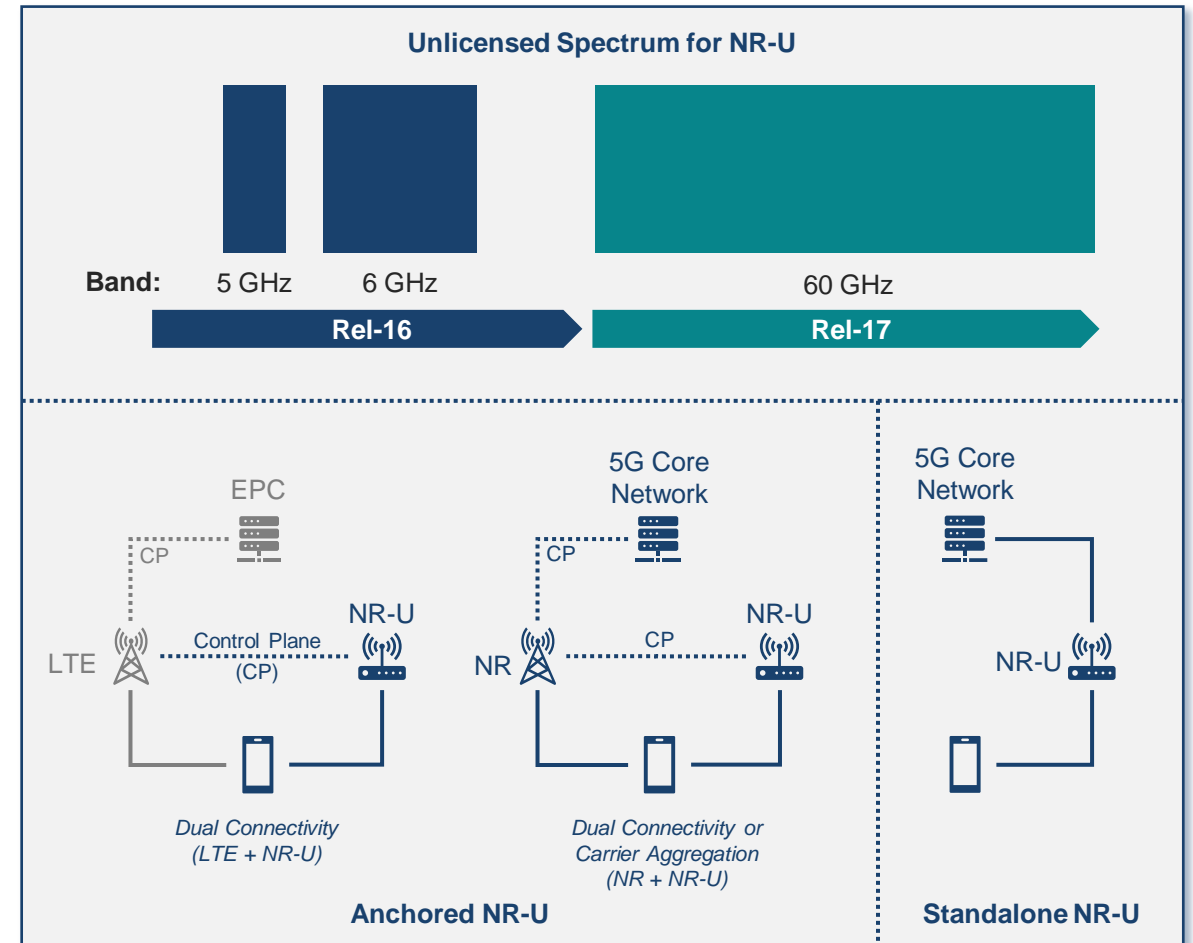 Unlicensed Spectrum for NR-U
Band: 5 GHz 6 GHz 60 GHz
Rel-16 Rel-17
EPC
CP
LTE
Control Plane
(CP)
NR-U
Dual Connectivity
(LTE + NR-U)
5G Core
Network
CP
NR
CP
NR-U
Dual Connectivity or
Carrier Aggregation
(NR + NR-U)
Anchored NR-U
5G Core
Network
NR-U
Standalone NR-U